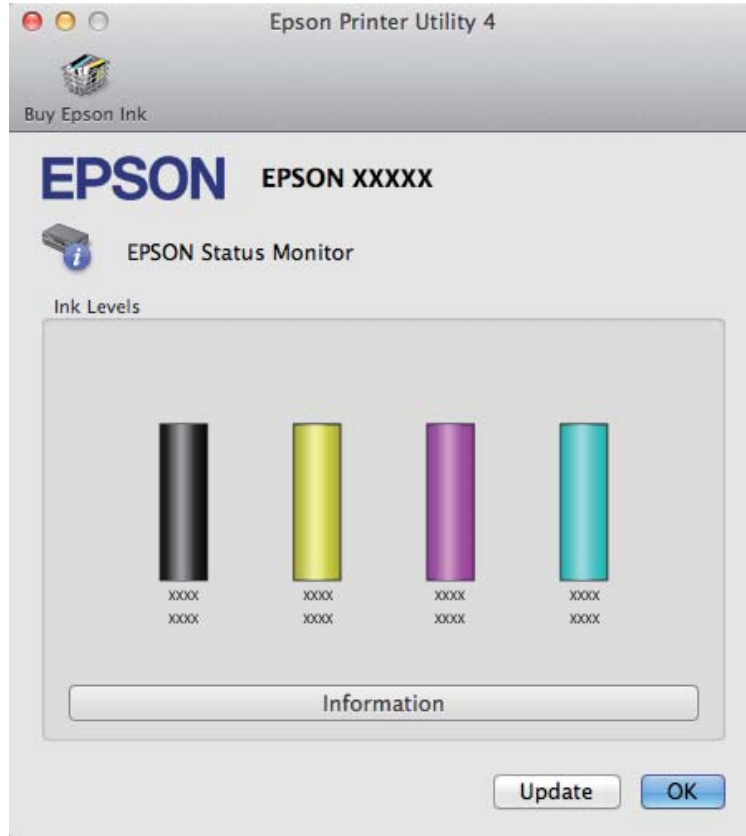 Epson Printer Utility 4
Buy Epson Ink
EPSON EPSON XXXXX
i EPSON Status Monitor
Ink Levels
xxxx xxxx xxxx xxxx
xxxx xxxx xxxx xxxx
Information
Update OK